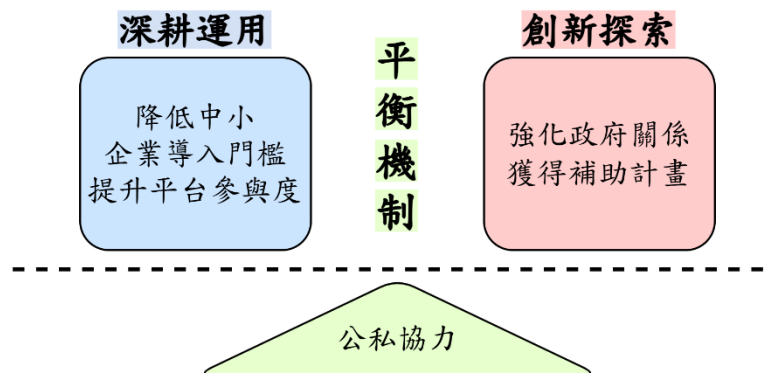 深耕運用
降低中小
企業導入門檻
提升平台參與度
平衡機制
創新探索
強化政府關係
獲得補助計畫
公私協力